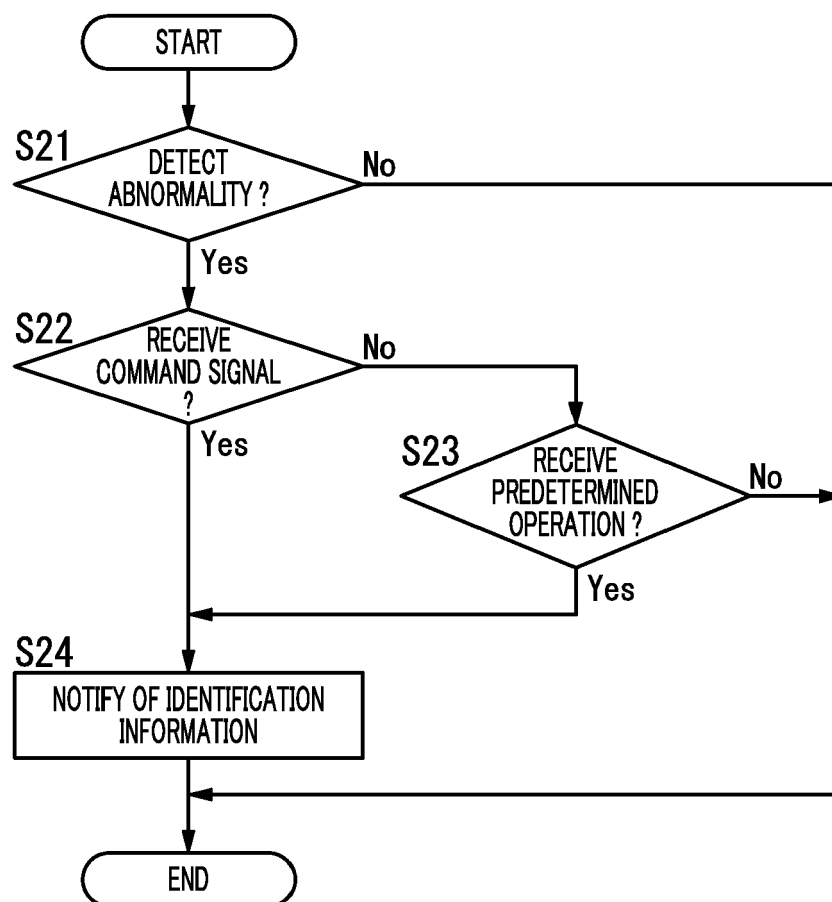 START
S21
DETECT
ABNORMALITY ?
No
Yes
S22
RECEIVE
COMMAND SIGNAL
?
No
Yes
S23
RECEIVE
PREDETERMINED
OPERATION ?
No
Yes
S24
NOTIFY OF IDENTIFICATION
INFORMATION
END